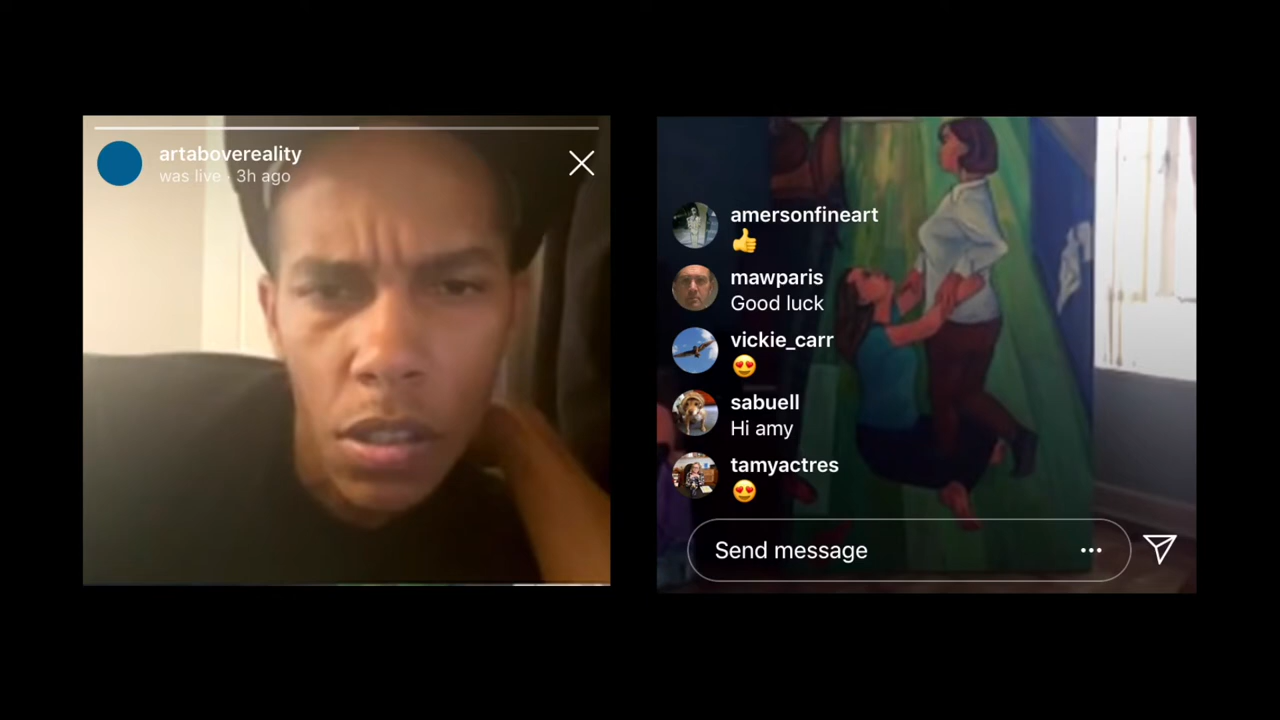 artabovereality
was live · 3h ago
amersonfineart
👍
mawparis
Good luck
vickie_carr
😍
sabuell
Hi amy
tamyactres
😍
Send message